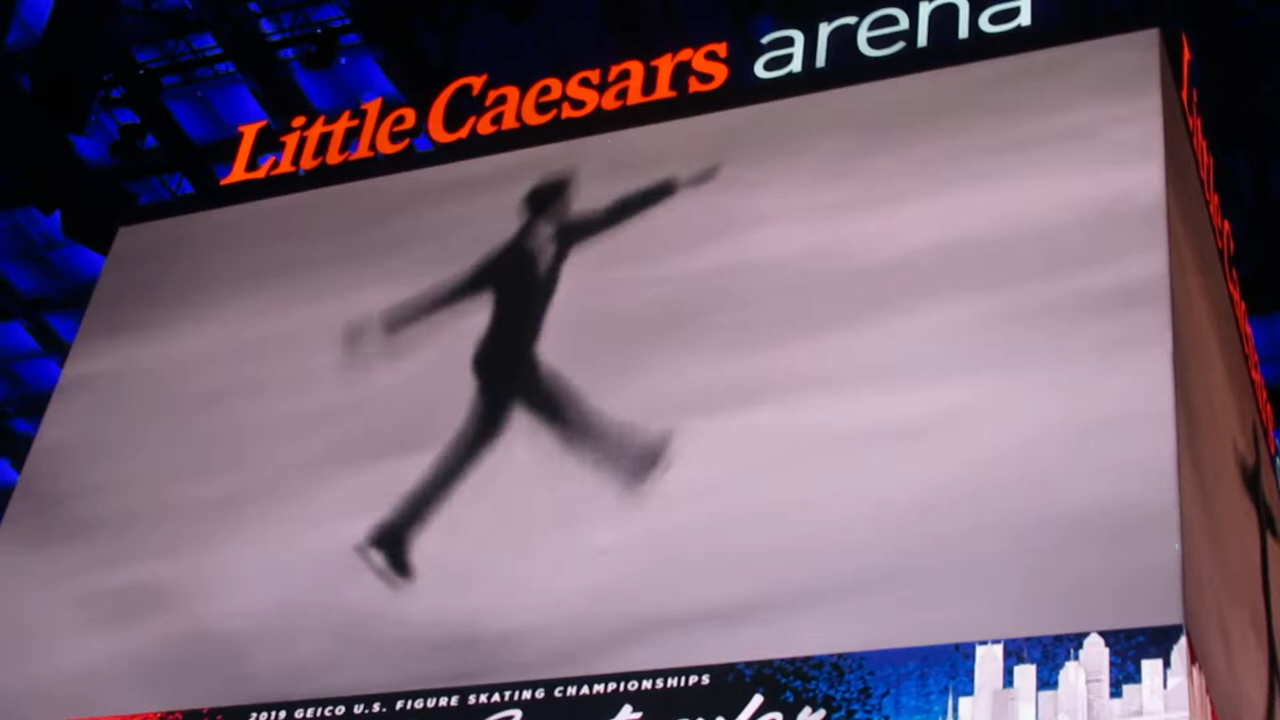 Little Caesars arena
2019 GEICO U.S. FIGURE SKATING CHAMPIONSHIPS